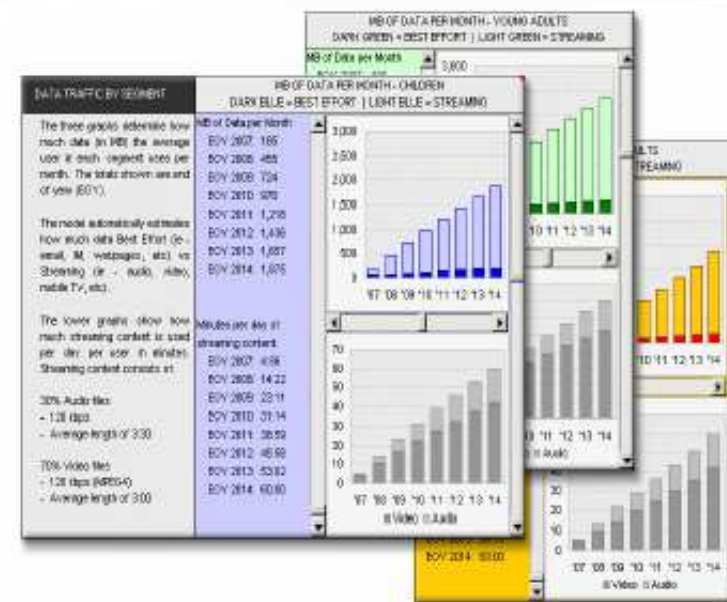 MB OF DATA PER MONTH - YOUNG ADULTS
DARK GREEN = BEST EFFORT | LIGHT GREEN = STREAMING
MB of Data per Month
3,600
DATA TRAFFIC BY SEGMENT
The three graphs determine how
much data (in MB) the average
user in each segment uses per
month. The totals shown are end
of year (EOY).
The model automatically estimates
how much data Best Effort (ie -
email, IM, webpages, etc) vs
Streaming (ie - audio, video,
mobile TV, etc).
The lower graphs show how
much streaming content is used
per day per user in minutes.
Streaming content consists of:
30% Audio files
- 128 kbps
- Average length of 3:30
70% Video files
- 128 kbps (MPEG4)
- Average length of 3:00
MB OF DATA PER MONTH - CHILDREN
DARK BLUE = BEST EFFORT | LIGHT BLUE = STREAMING
MB of Data per Month
EOY 2007: 185
EOY 2008: 455
EOY 2009: 724
EOY 2010: 976
EOY 2011: 1,218
EOY 2012: 1,436
EOY 2013: 1,657
EOY 2014: 1,875
Minutes per day of
streaming content
EOY 2007: 4:56
EOY 2008: 14:22
EOY 2009: 23:11
EOY 2010: 31:14
EOY 2011: 38:59
EOY 2012:
EOY 2013:
EOY 2014: 60:00
3,000
2,500
2,000
1,500
1,000
500
0
'07 '08 '09 '10 '11 '12 '13 '14
70
60
50
40
30
20
10
0
'07 '08 '09 '10 '11 '12 '13 '14
Video Audio
'10 '11 '12 '13 '14
'11 '12 '13 '14
Audio
STREAMING
'10 '11 '12 '13 '14
30
20
10
0
'07 '08 '09 '10 '11 '12 '13 '14
Video Audio
EOY 2014: 50:00